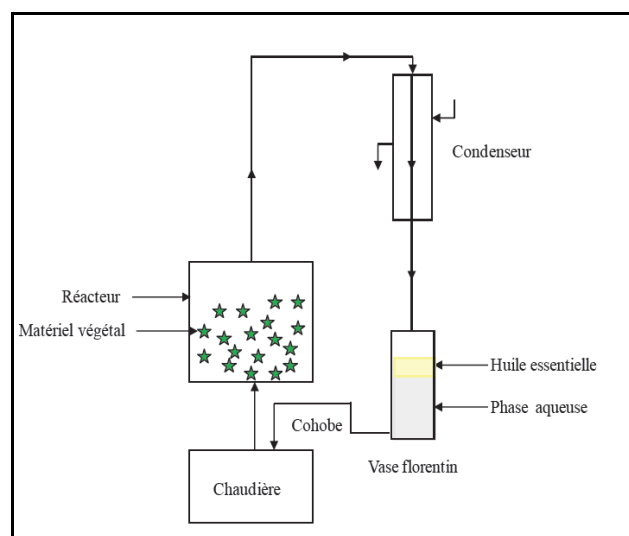 Condenseur
Réacteur
Matériel végétal
Huile essentielle
Phase aqueuse
Cohobe
Vase florentin
Chaudière